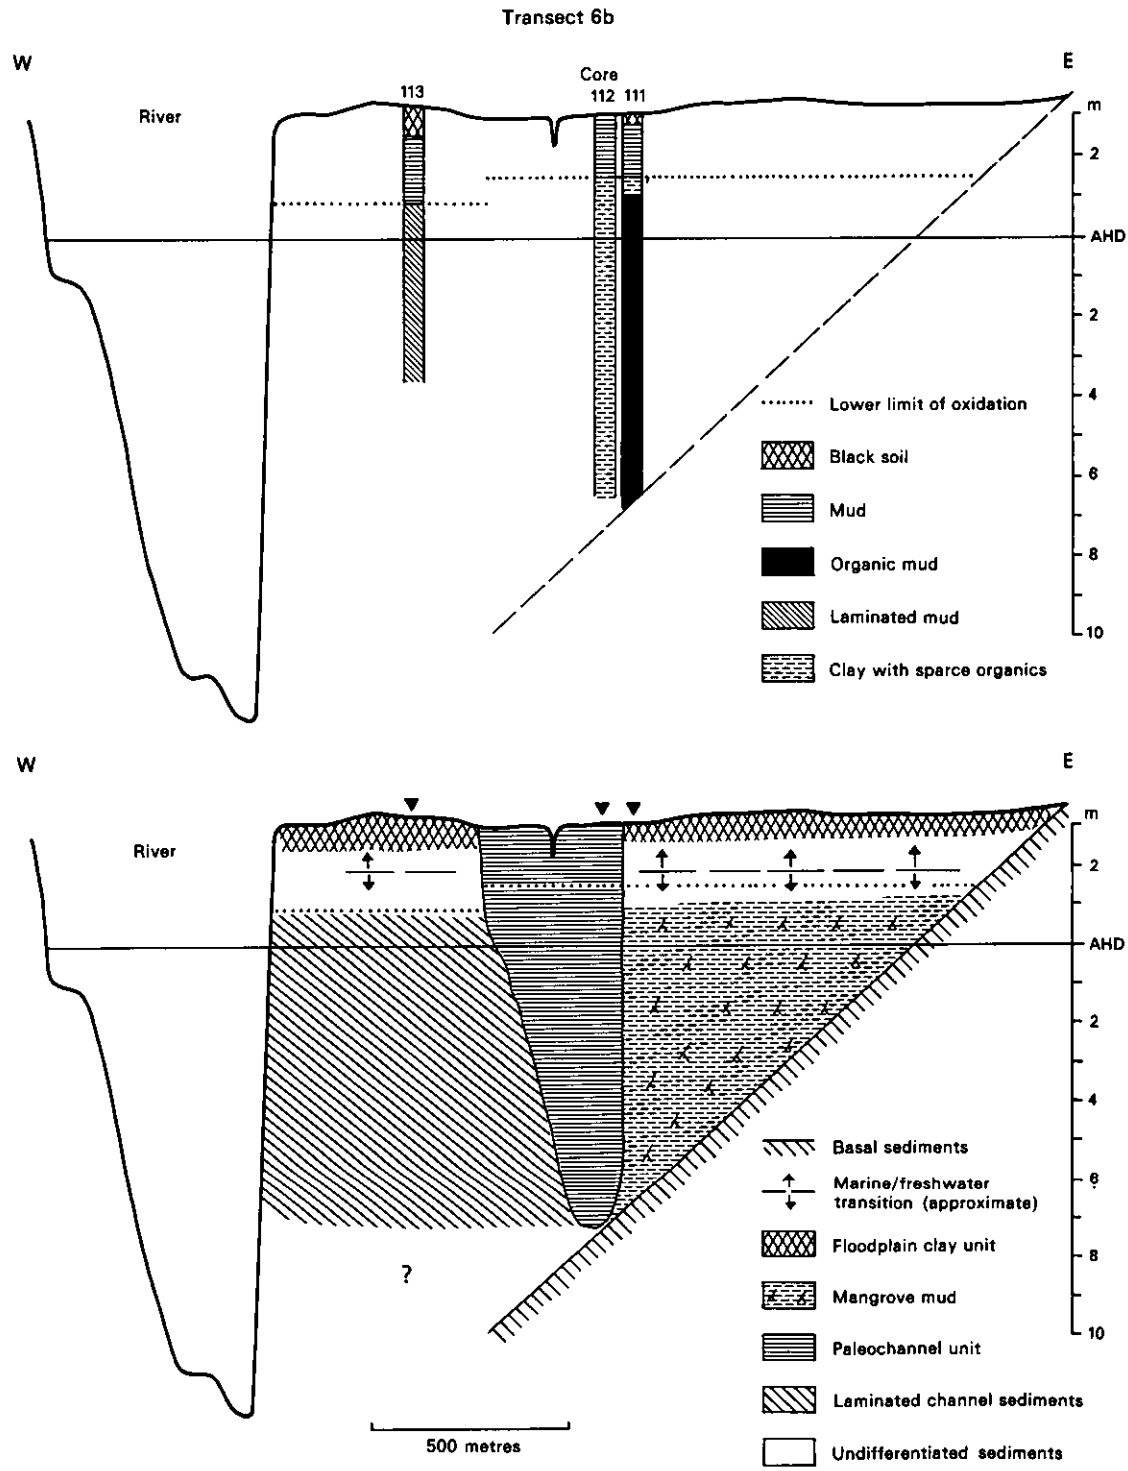 Transect 6b
W
E
River
Core
113
112
111
m
2
AHD
2
4
6
8
10
Lower limit of oxidation
Black soil
Mud
Organic mud
Laminated mud
Clay with sparce organics
W
E
River
m
2
AHD
2
4
6
8
10
?
Basal sediments
Marine/freshwater
transition (approximate)
Floodplain clay unit
Mangrove mud
Paleochannel unit
Laminated channel sediments
Undifferentiated sediments
500 metres